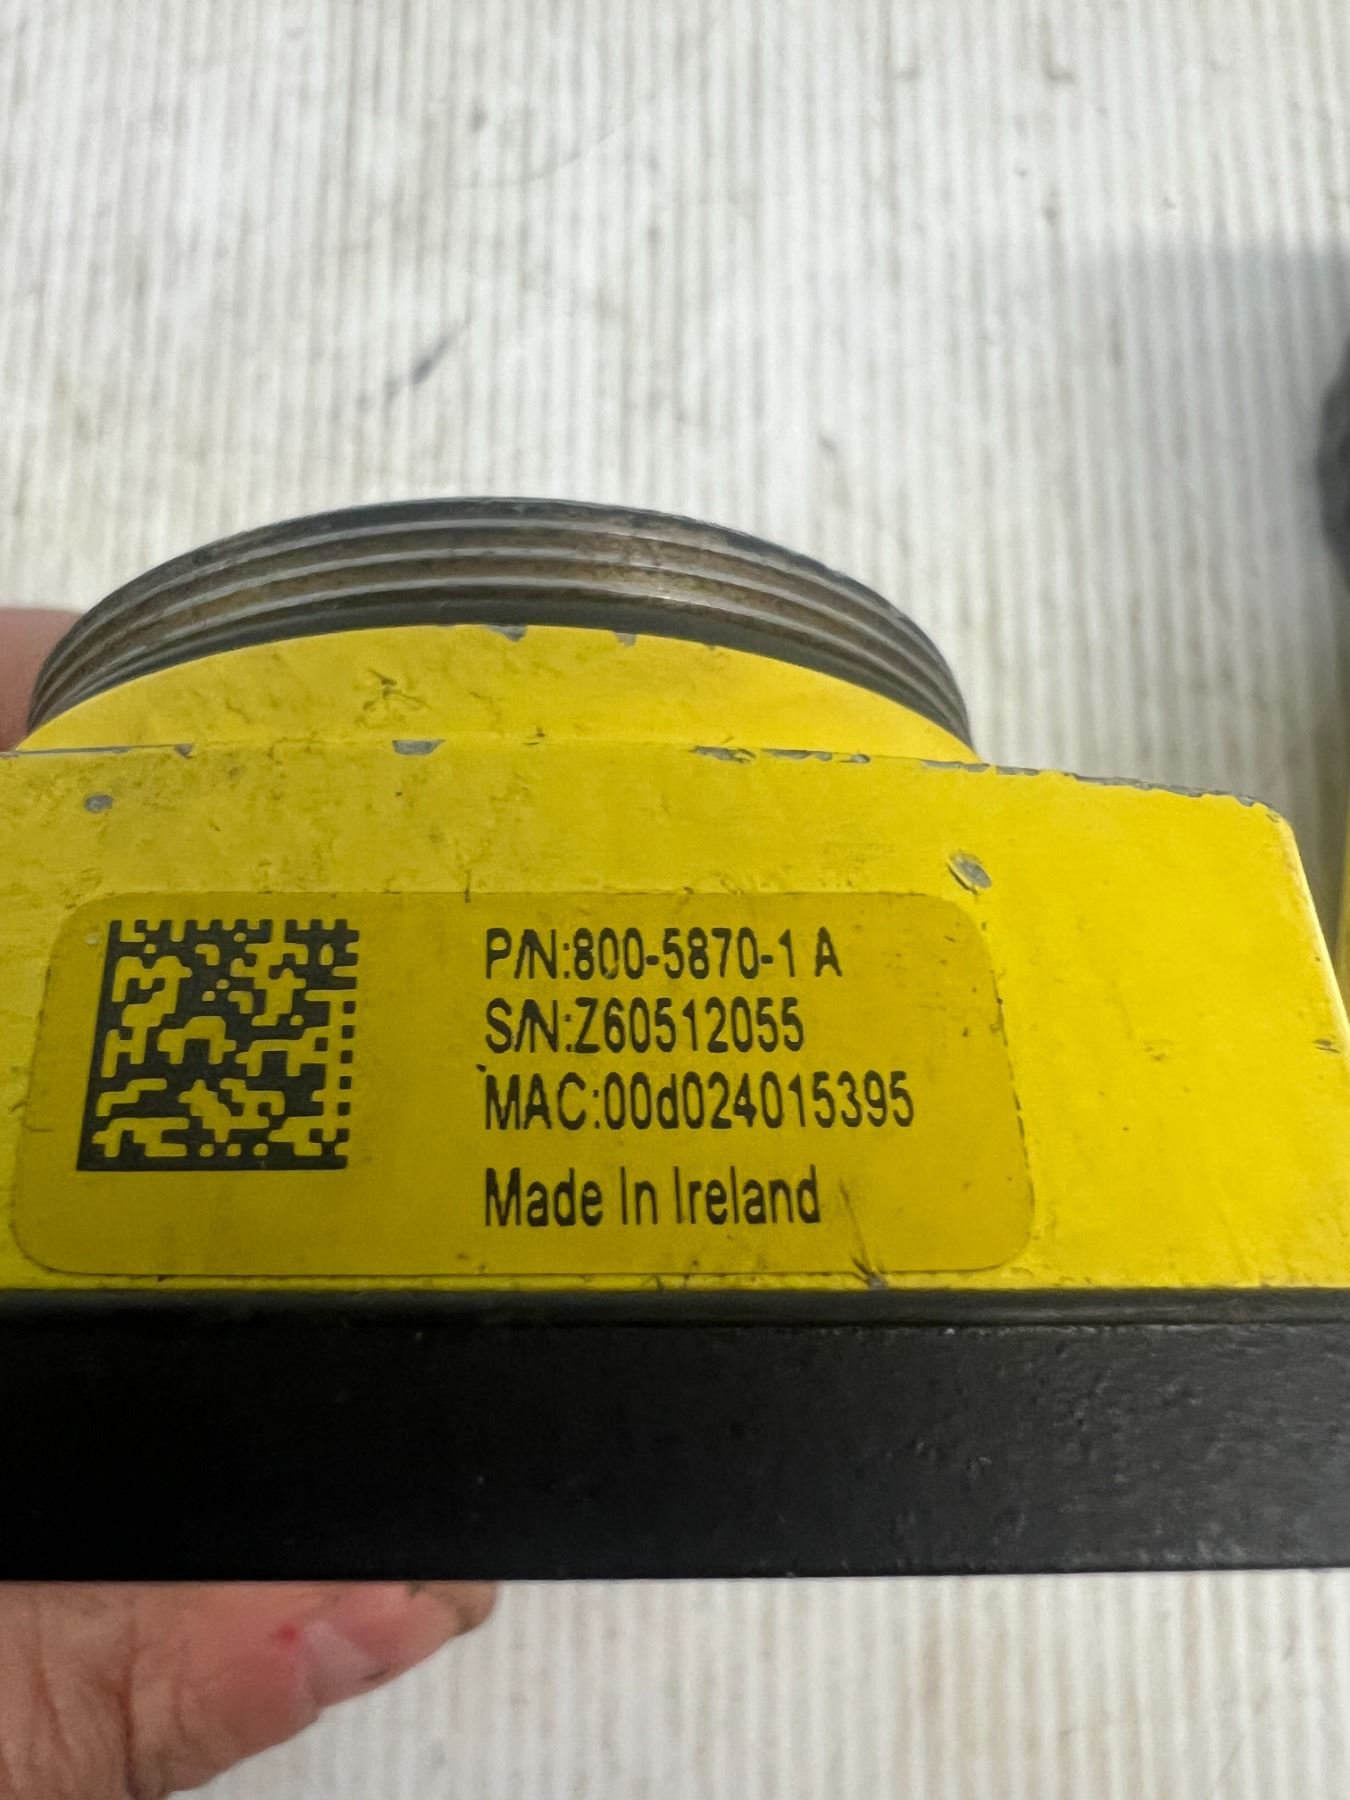 P/N:800-5870-1 A
S/N:Z60512055
MAC:00d024015395
Made In Ireland